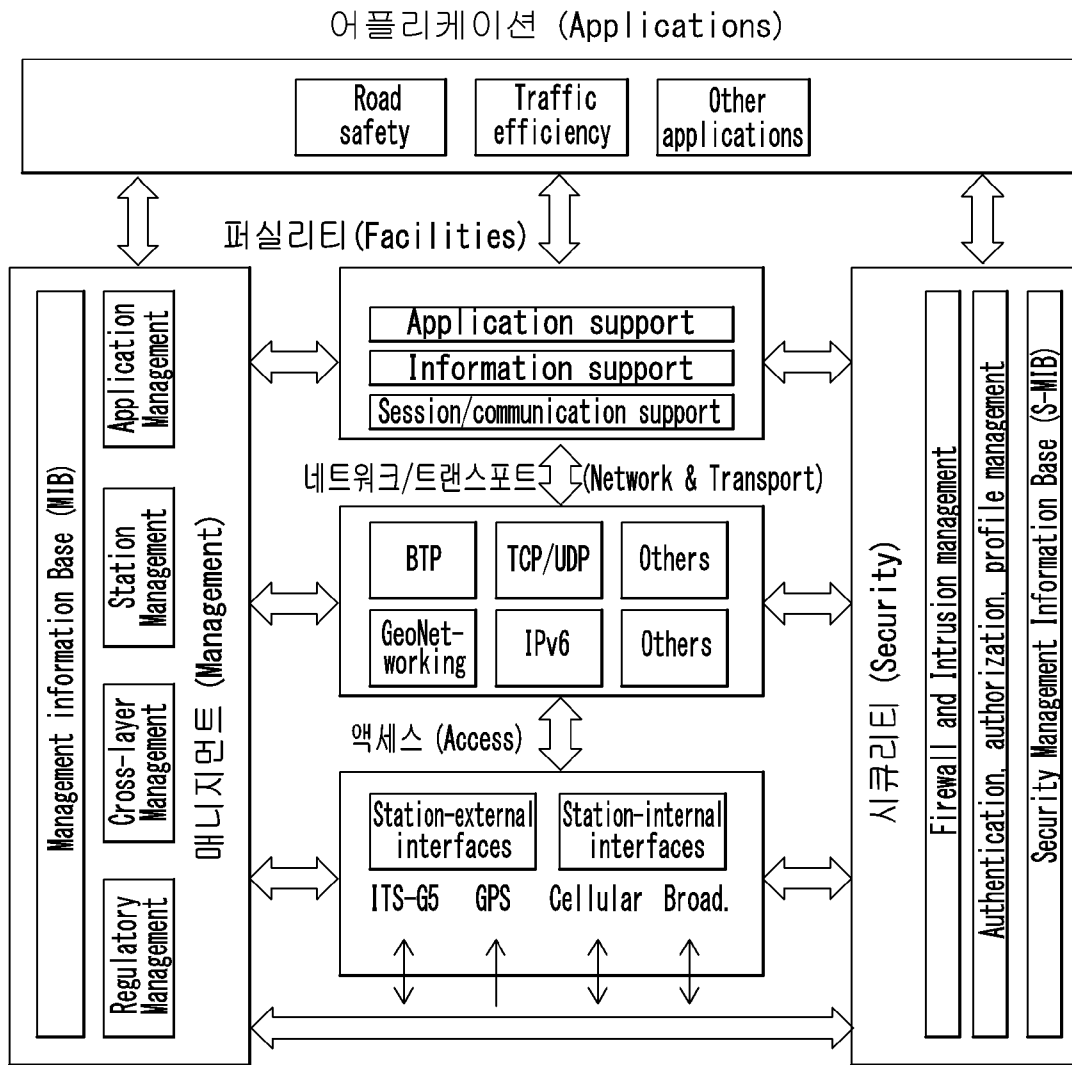 어플리케이션 (Applications)
Road
safety
Traffic
efficiency
Other
applications
퍼실리티(Facilities)
Management information Base (MIB)
Application
Management
Station
Management
Cross-layer
Management
Regulatory
Management
매니지먼트 (Management)
Application support
Information support
Session/communication support
네트워크/트랜스포트 (Network & Transport)
BTP
TCP/UDP
Others
GeoNet-
working
IPv6
Others
액세스 (Access)
Station-external
interfaces
Station-internal
interfaces
ITS-G5 GPS Cellular Broad.
시큐리티 (Security)
Firewall and Intrusion management
Authentication, authorization, profile management
Security Management Information Base (S-MIB)